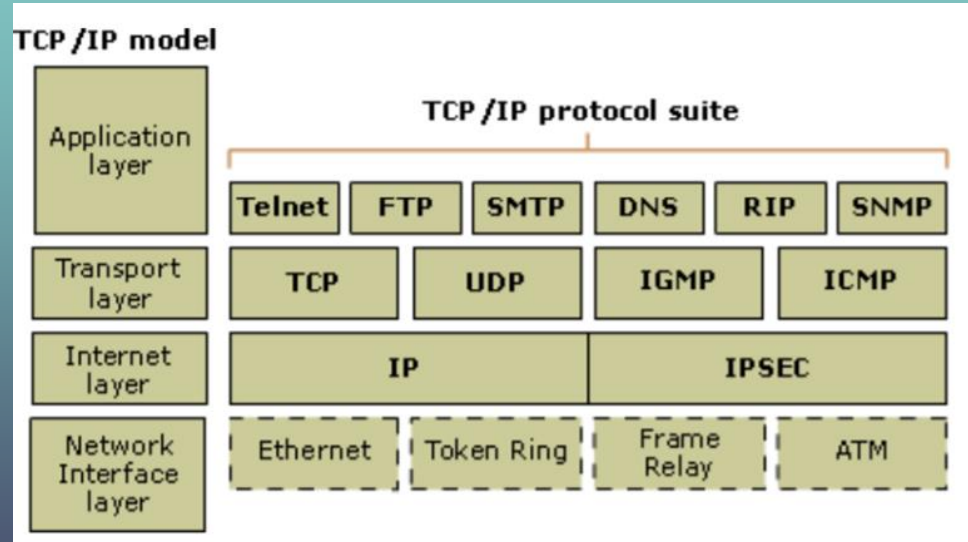 TCP/IP model
TCP/IP protocol suite
Application
layer
Telnet FTP SMTP DNS RIP SNMP
Transport
layer
TCP UDP IGMP ICMP
Internet
layer
IP IPSEC
Network
Interface
layer
Ethernet Token Ring Frame
Relay ATM